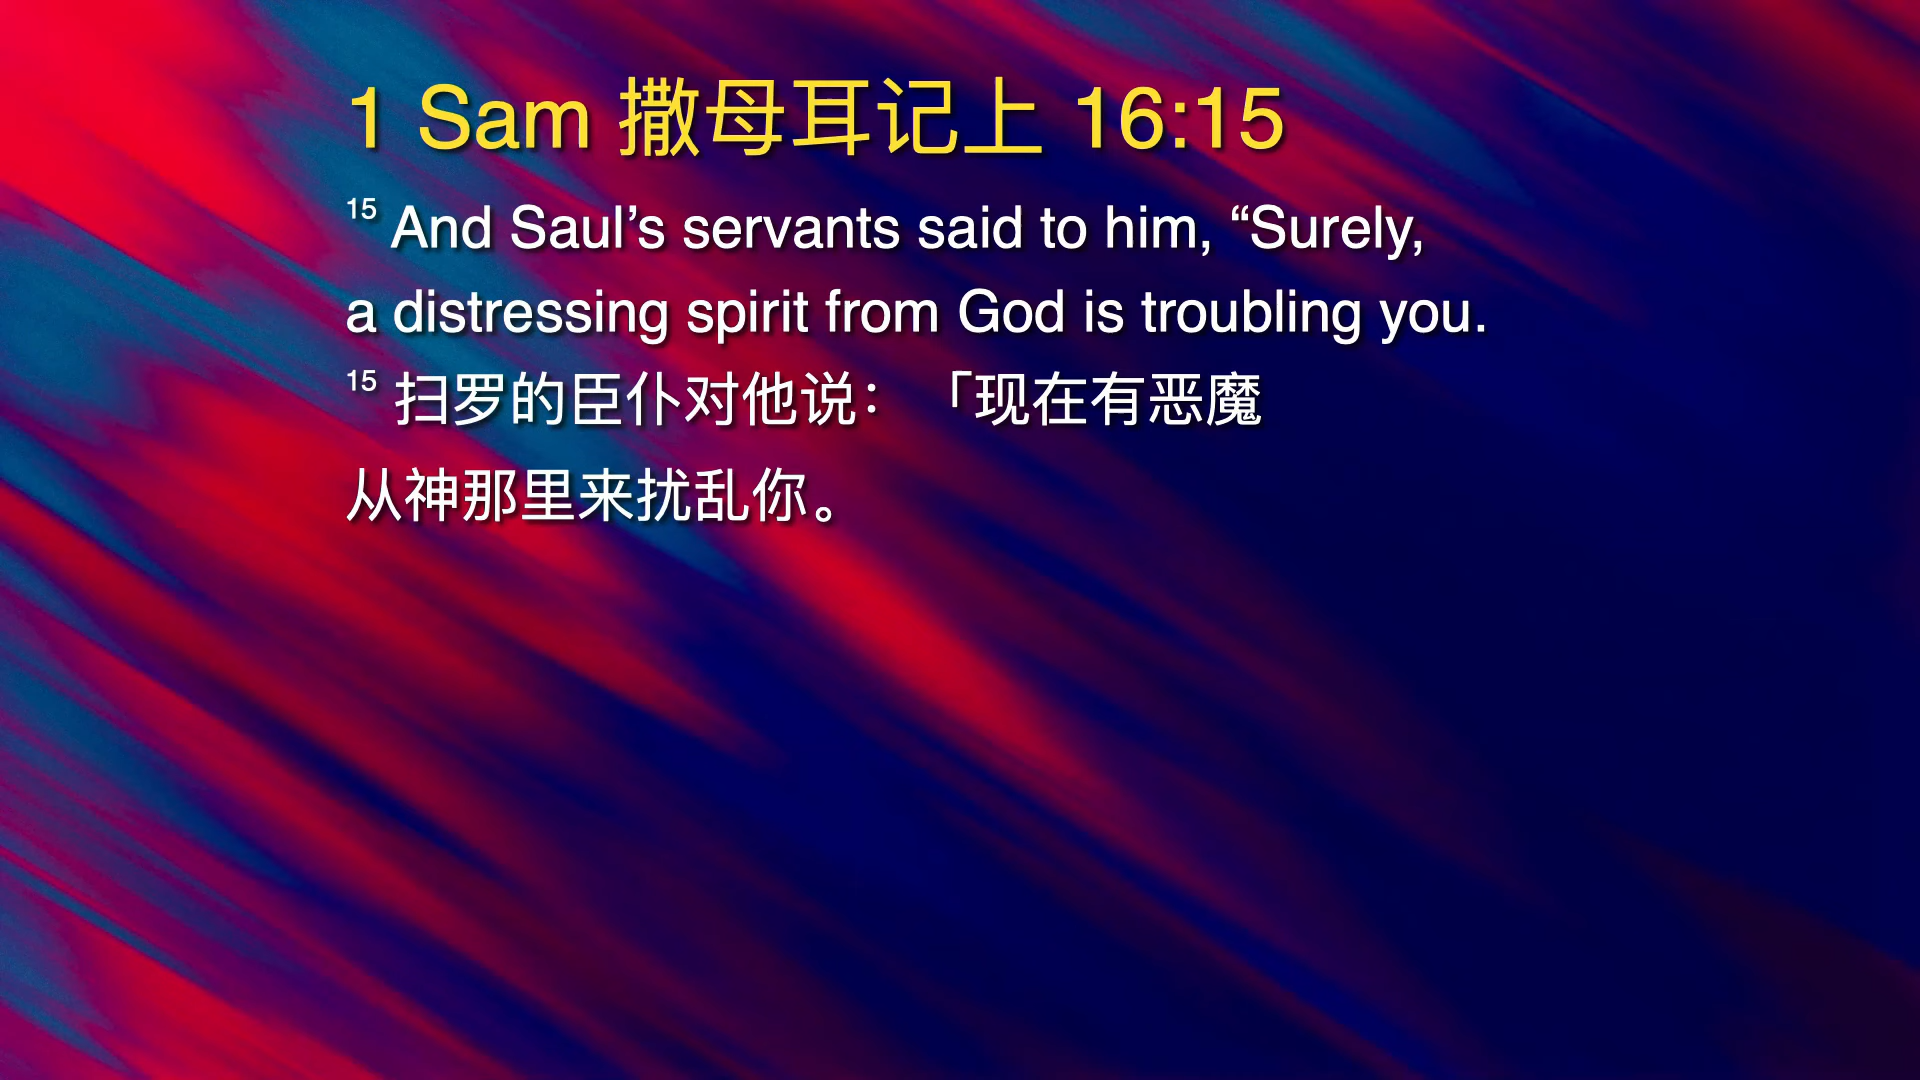 1 Sam 撒母耳记上 16:15
15 And Saul’s servants said to him, “Surely,
a distressing spirit from God is troubling you.
15 扫罗的臣仆对他说：「现在有恶魔
从神那里来扰乱你。